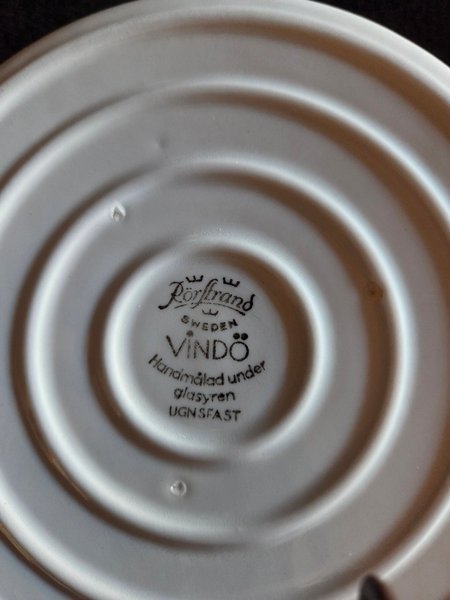 Rörstrand
SWEDEN
ViNDÖ
Handmålad under
glasyren
UGNSFAST